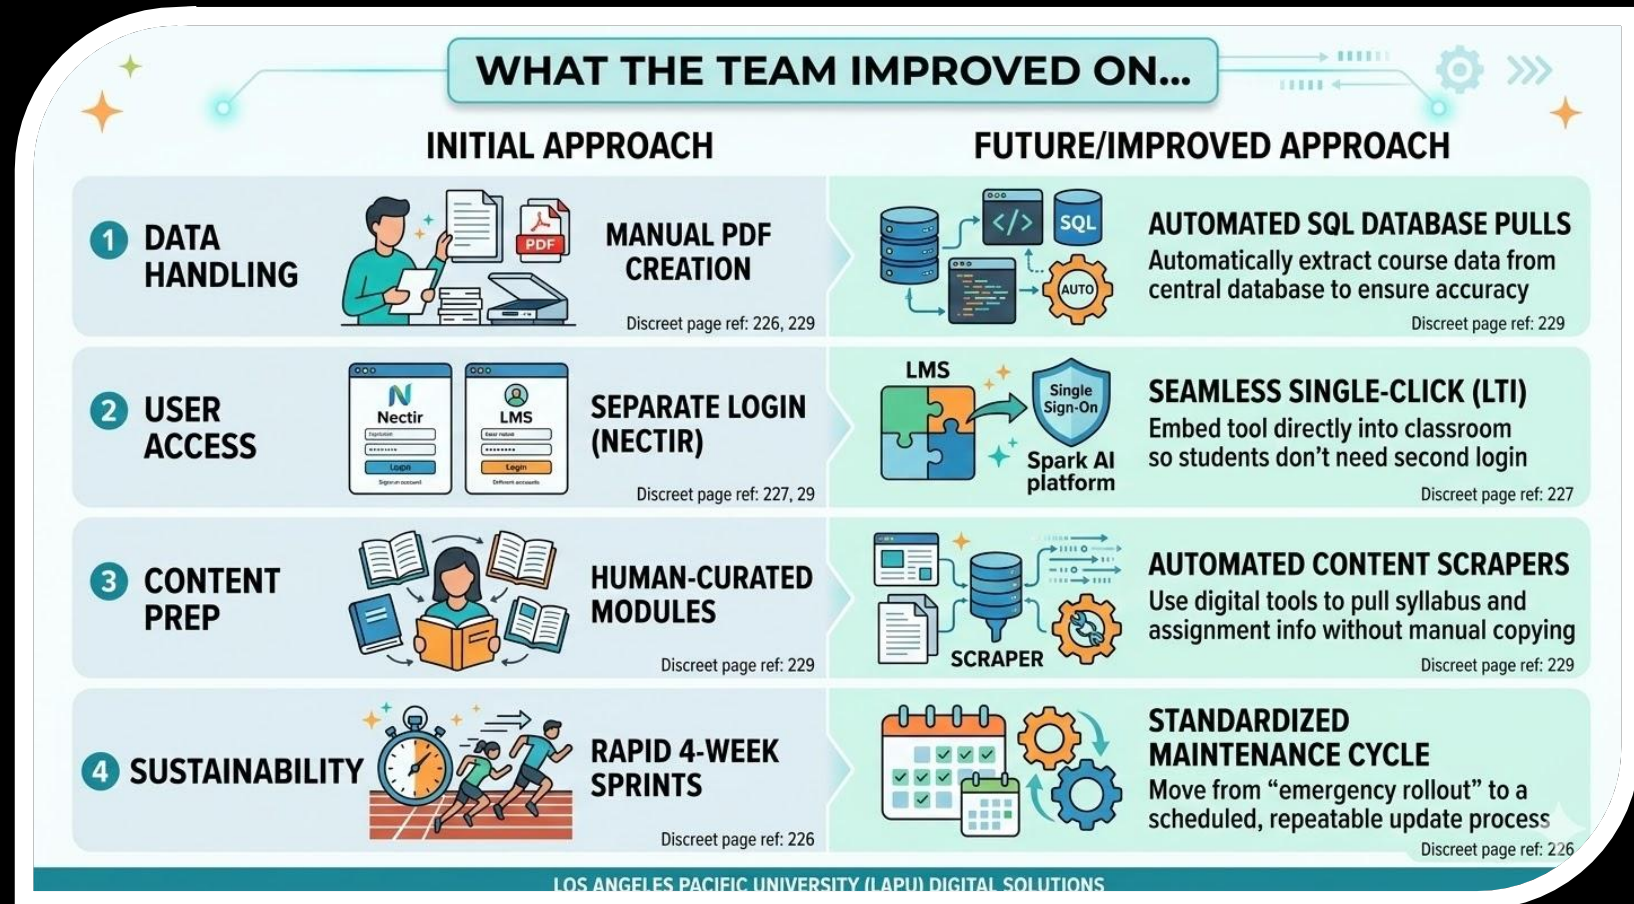 WHAT THE TEAM IMPROVED ON...
INITIAL APPROACH
FUTURE/IMPROVED APPROACH
1 DATA
HANDLING
PDF
MANUAL PDF
CREATION
Discreet page ref: 226, 229
</>
SQL
AUTO
AUTOMATED SQL DATABASE PULLS
Automatically extract course data from
central database to ensure accuracy
Discreet page ref: 229
2 USER
ACCESS
Nectir
Login
LMS
Login
SEPARATE LOGIN
(NECTIR)
Discreet page ref: 227, 29
LMS
Single
Sign-On
Spark AI
platform
SEAMLESS SINGLE-CLICK (LTI)
Embed tool directly into classroom
so students don't need second login
Discreet page ref: 227
3 CONTENT
PREP
HUMAN-CURATED
MODULES
Discreet page ref: 229
SCRAPER
AUTOMATED CONTENT SCRAPERS
Use digital tools to pull syllabus and
assignment info without manual copying
Discreet page ref: 229
4 SUSTAINABILITY
RAPID 4-WEEK
SPRINTS
Discreet page ref: 226
STANDARDIZED
MAINTENANCE CYCLE
Move from “emergency rollout” to a
scheduled, repeatable update process
Discreet page ref: 226
LOS ANGELES PACIFIC UNIVERSITY (LAPU) DIGITAL SOLUTIONS